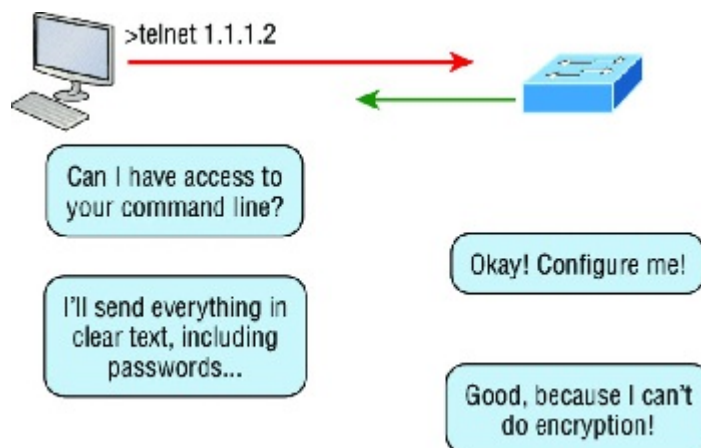 >telnet 1.1.1.2
Can I have access to
your command line?
Okay! Configure me!
I'll send everything in
clear text, including
passwords...
Good, because I can't
do encryption!